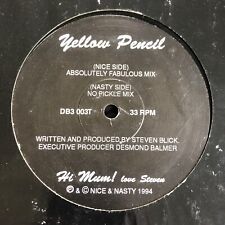 Yellow Pencil
(NICE SIDE)
ABSOLUTELY FABULOUS MIX
(NASTY SIDE)
NO PICKLE MIX
DB3 003T 33 RPM
WRITTEN AND PRODUCED BY STEVEN BLICK.
EXECUTIVE PRODUCER DESMOND BALMER
Hi Mum! love Steven
℗ & © NICE & NASTY 1994